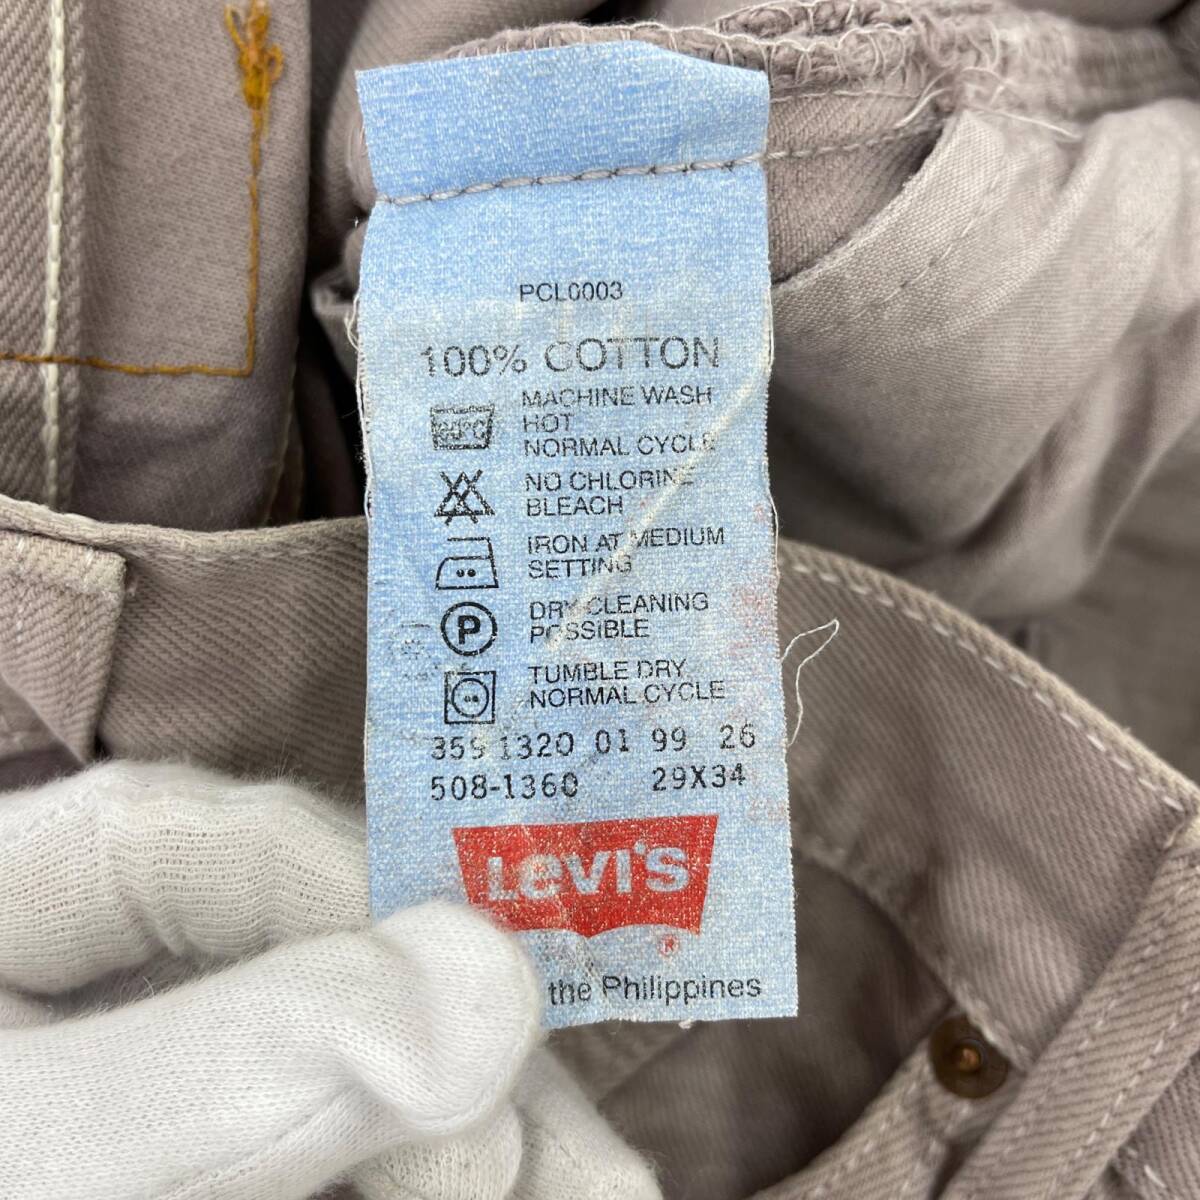 PCL0003
100% COTTON
MACHINE WASH
HOT
NORMAL CYCLE
NO CHLORINE
BLEACH
IRON AT MEDIUM
SETTING
DRY CLEANING
POSSIBLE
P
TUMBLE DRY
NORMAL CYCLE
359 1320 01 99 26
508-1360 29X34
Levi's
®
the Philippines